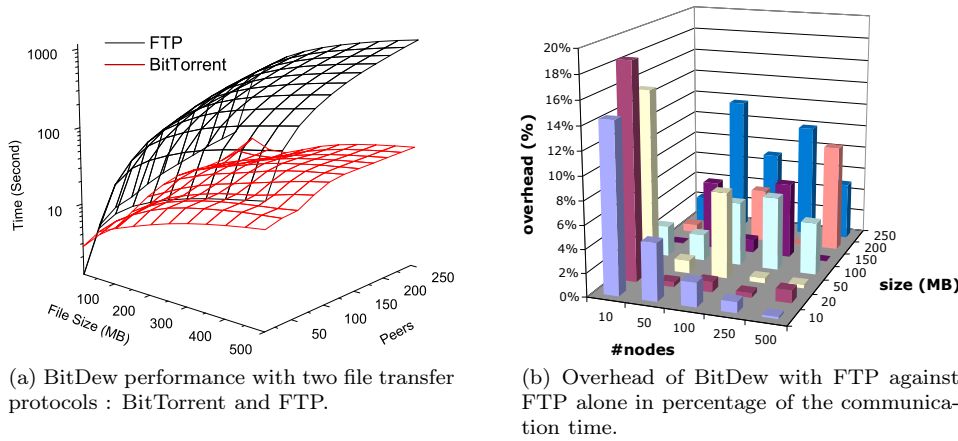 FTP
BitTorrent
1000
100
10
Time (Second)
100
200
300
400
500
File Size (MB)
50
100
150
200
250
Peers
20%
18%
16%
14%
12%
10%
8%
6%
4%
2%
0%
overhead (%)
10
50
100
250
500
#nodes
10
20
50
100
150
200
250
size (MB)
(a) BitDew performance with two file transfer
protocols : BitTorrent and FTP.
(b) Overhead of BitDew with FTP against
FTP alone in percentage of the communica-
tion time.